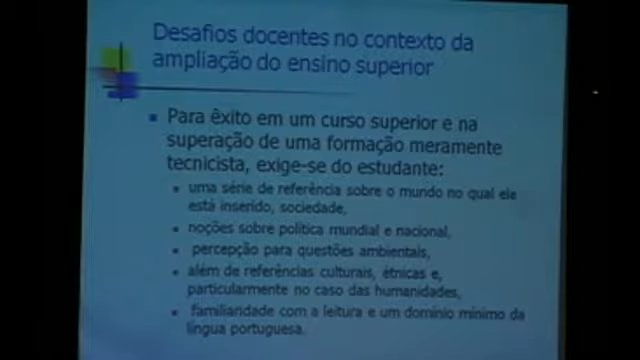 Desafios docentes no contexto da
ampliação do ensino superior
Para êxito em um curso superior e na
superação de uma formação meramente
tecnicista, exige-se do estudante:
uma série de referência sobre o mundo no qual ele
está inserido, sociedade,
noções sobre política mundial e nacional,
percepção para questões ambientais,
além de referências culturais, étnicas e,
particularmente no caso das humanidades,
familiaridade com a leitura e um domínio mínimo da
língua portuguesa.